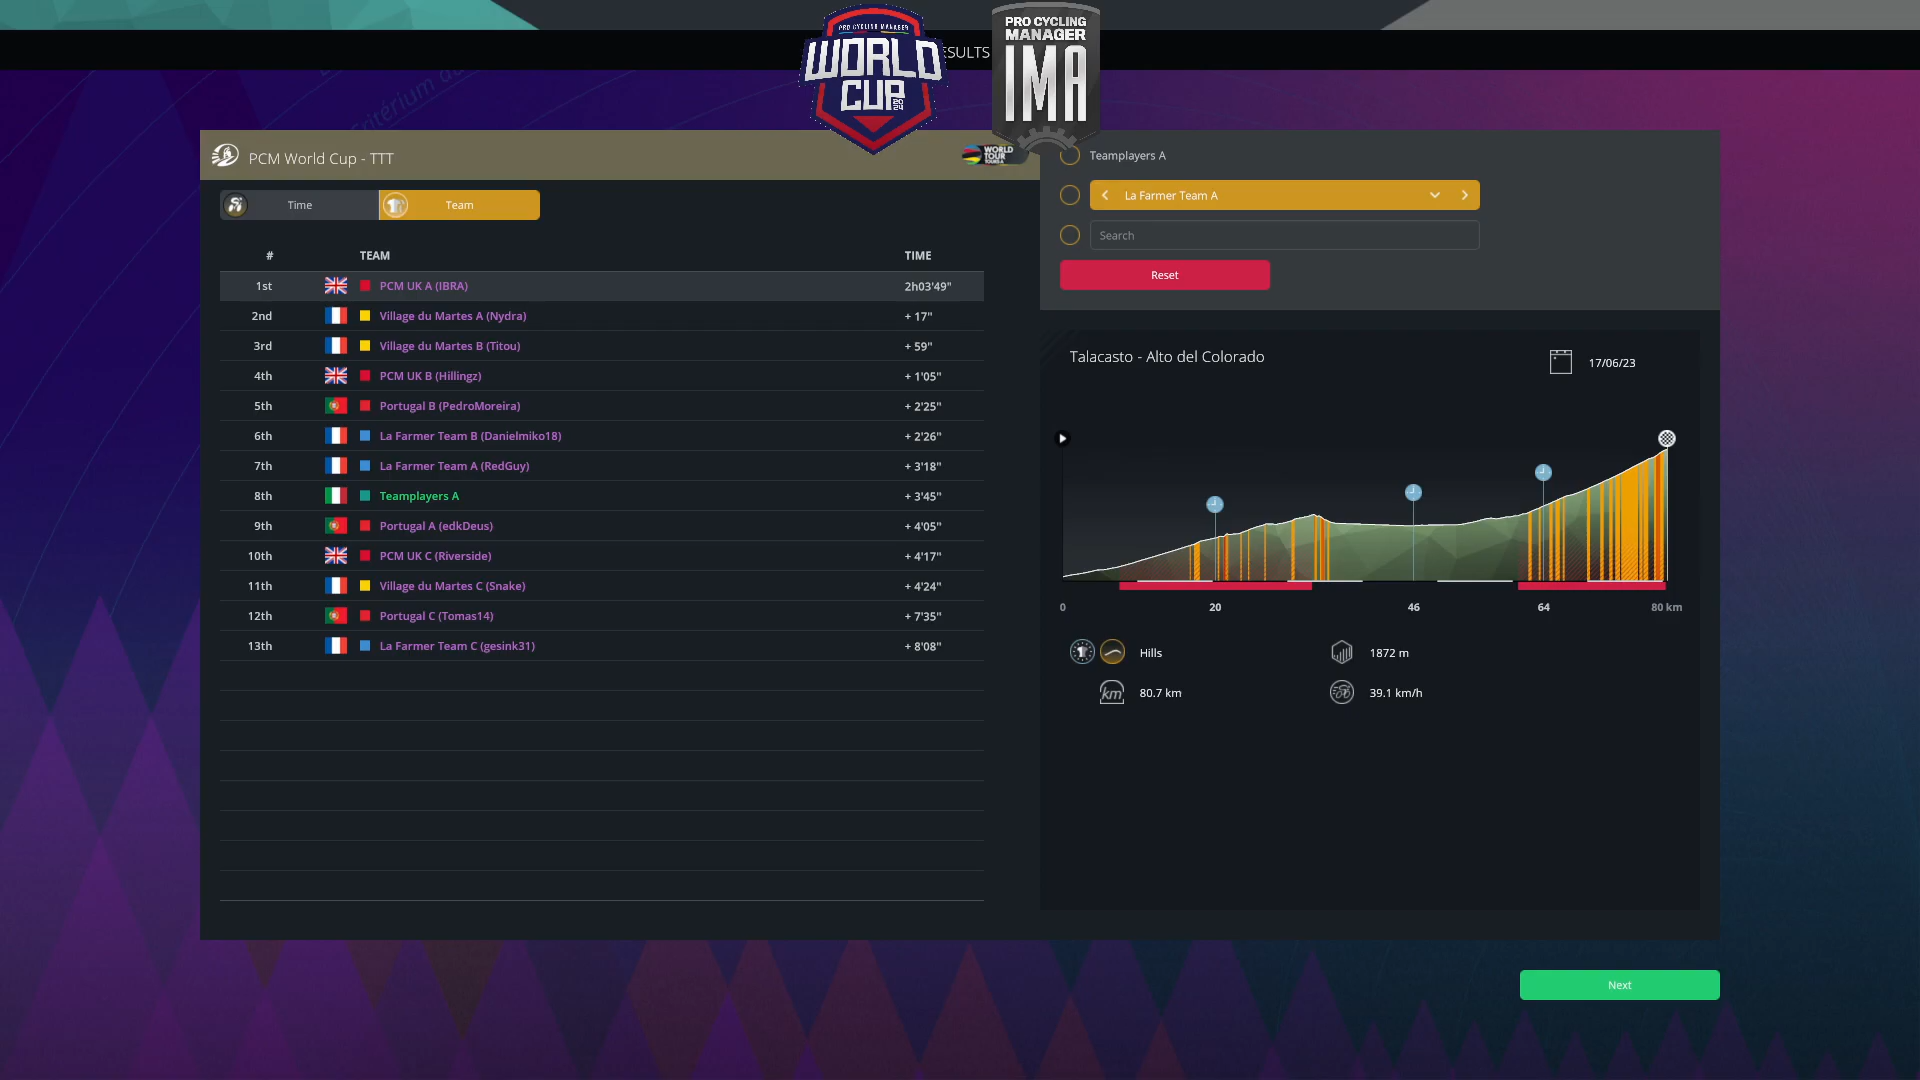 PRO CYCLING MANAGER
WORLD
CUP
ESULTS
PRO CYCLING
MANAGER
IMA
PCM World Cup - TTT
WORLD
TOUR
Teamplayers A
Time
Team
La Farmer Team A
Search
Reset
# TEAM TIME
1st PCM UK A (IBRA) 2h03'49"
2nd Village du Martes A (Nydra) + 17"
3rd Village du Martes B (Titou) + 59"
4th PCM UK B (Hillingz) + 1'05"
5th Portugal B (PedroMoreira) + 2'25"
6th La Farmer Team B (Danielmiko18) + 2'26"
7th La Farmer Team A (RedGuy) + 3'18"
8th Teamplayers A + 3'45"
9th Portugal A (edkDeus) + 4'05"
10th PCM UK C (Riverside) + 4'17"
11th Village du Martes C (Snake) + 4'24"
12th Portugal C (Tomas14) + 7'35"
13th La Farmer Team C (gesink31) + 8'08"
Talacasto - Alto del Colorado
17/06/23
0 20 46 64 80 km
Hills
1872 m
km
80.7 km
39.1 km/h
Next